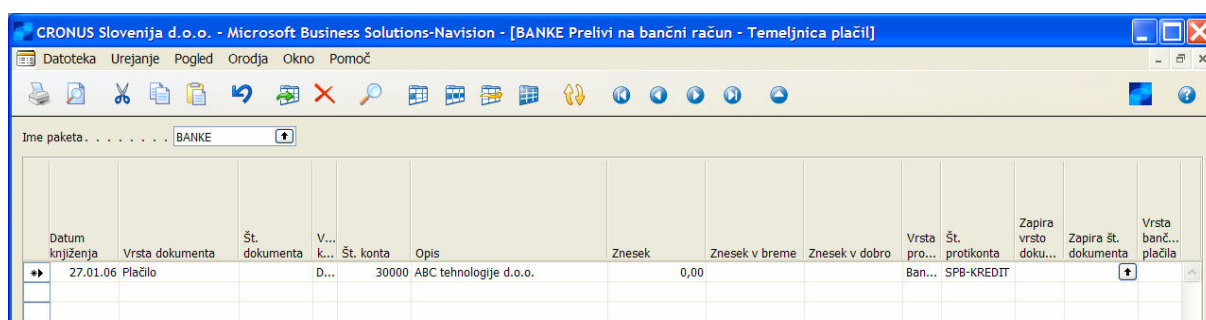 CRONUS Slovenija d.o.o. - Microsoft Business Solutions-Navision - [BANKE Prelivi na bančni račun - Temeljnica plačil]
Datoteka Urejanje Pogled Orodja Okno Pomoč
Ime paketa. . . . . . . . BANKE
Datum knjiženja Vrsta dokumenta Št. dokumenta V... k... Št. konta Opis Znesek Znesek v breme Znesek v dobro Vrsta pro... Št. protikonta Zapira vrsto doku... Zapira št. dokumenta Vrsta banč... plačila
27.01.06 Plačilo D... 30000 ABC tehnologije d.o.o. 0,00 Ban... SPB-KREDIT